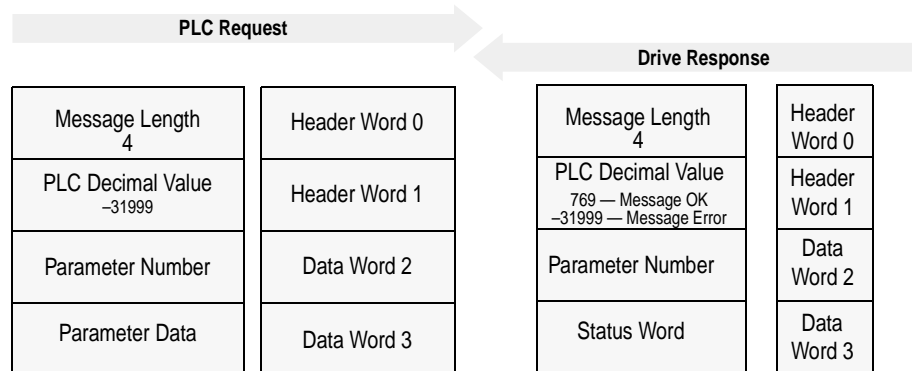 PLC Request
Drive Response
Message Length
4
Header Word 0
PLC Decimal Value
–31999
Header Word 1
Parameter Number
Data Word 2
Parameter Data
Data Word 3
Message Length
4
Header
Word 0
PLC Decimal Value
769 — Message OK
–31999 — Message Error
Header
Word 1
Parameter Number
Data
Word 2
Status Word
Data
Word 3